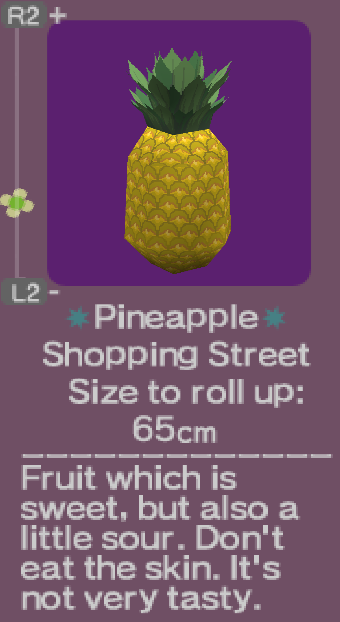 R2 +
L2 -
Pineapple
Shopping Street
Size to roll up:
65cm
Fruit which is
sweet, but also a
little sour. Don't
eat the skin. It's
not very tasty.